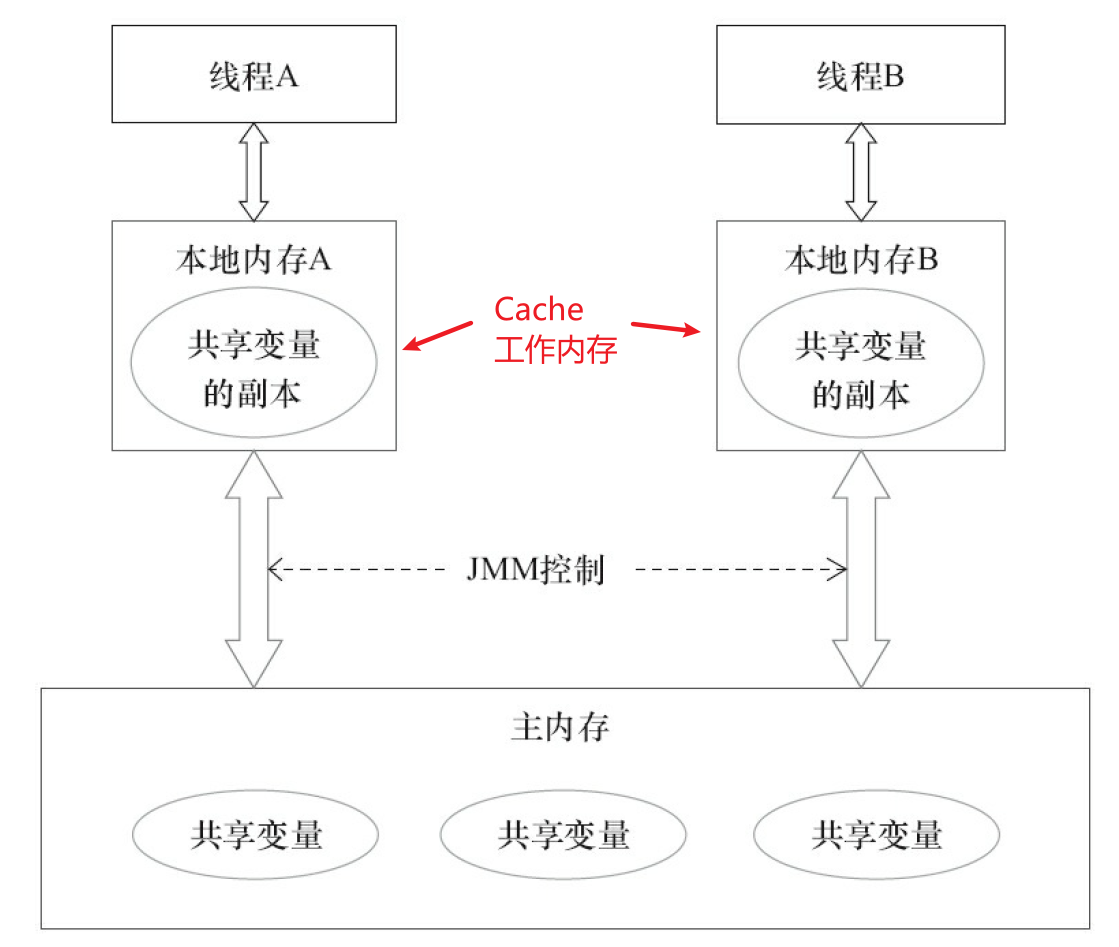 线程A
线程B
本地内存A
本地内存B
共享变量
的副本
Cache
工作内存
共享变量
的副本
JMM控制
主内存
共享变量
共享变量
共享变量